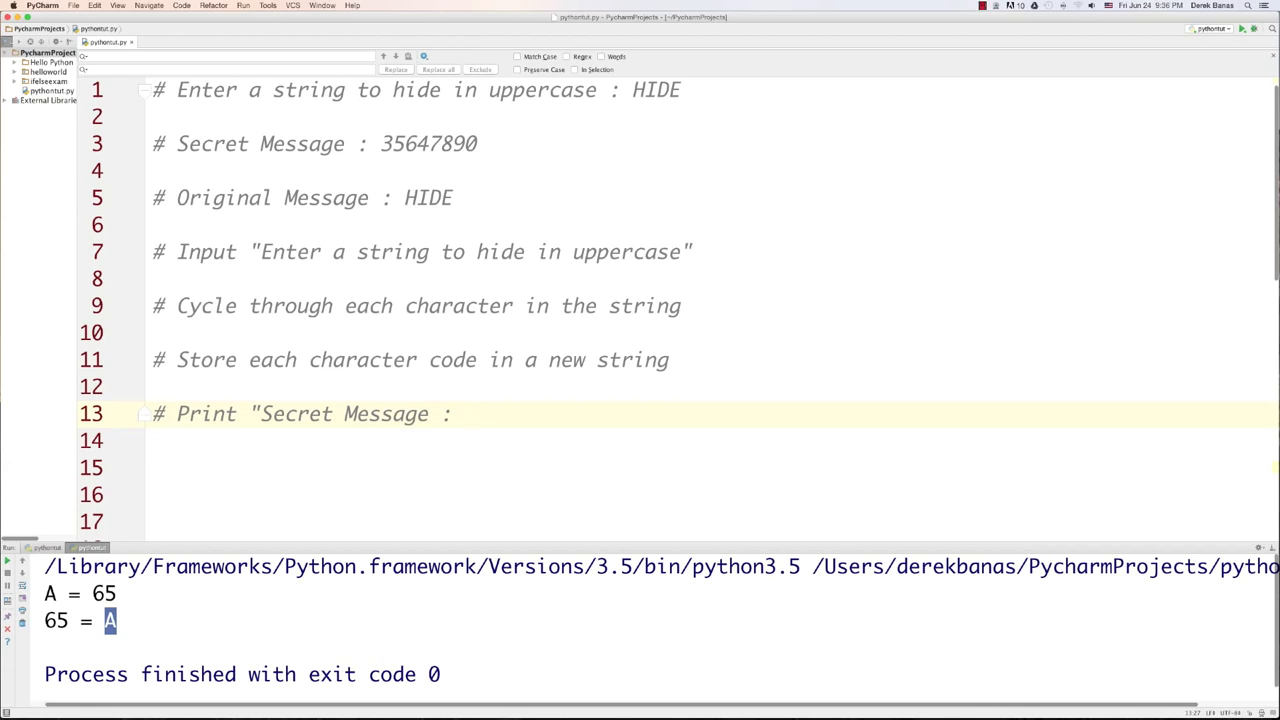 PyCharm File Edit View Navigate Code Refactor Run Tools VCS Window Help Fri Jun 24 9:36 PM Derek Banas
pythontut.py - PycharmProjects - [~/PycharmProjects]
PycharmProjects pythontut.py pythontut
pythontut.py
PycharmProject
Hello Python
helloworld
ifelseexam
pythontut.py
External Librarie
Match Case Regex Words
Replace Replace all Exclude Preserve Case In Selection
1 # Enter a string to hide in uppercase : HIDE
2
3 # Secret Message : 35647890
4
5 # Original Message : HIDE
6
7 # Input "Enter a string to hide in uppercase"
8
9 # Cycle through each character in the string
10
11 # Store each character code in a new string
12
13 # Print "Secret Message :
14
15
16
17
Run: pythontut pythontut
/Library/Frameworks/Python.framework/Versions/3.5/bin/python3.5 /Users/derekbanas/PycharmProjects/pytho
A = 65
65 = A
Process finished with exit code 0
13:27 LF÷ UTF-8÷